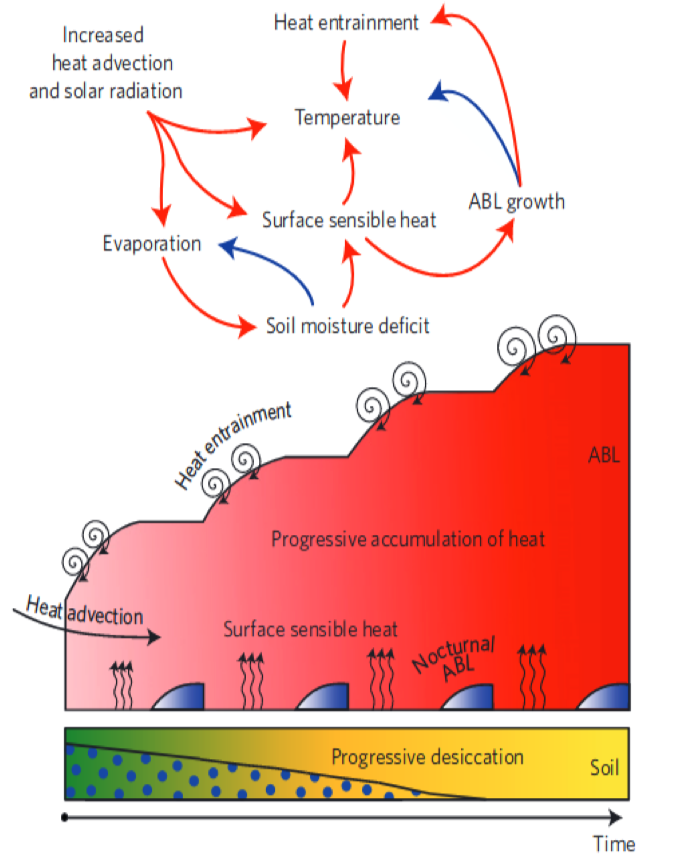 Heat entrainment
Increased
heat advection
and solar radiation
Temperature
ABL growth
Surface sensible heat
Evaporation
Soil moisture deficit
Heat entrainment
ABL
Progressive accumulation of heat
Heat advection
Surface sensible heat
Nocturnal
ABL
Progressive desiccation
Soil
Time